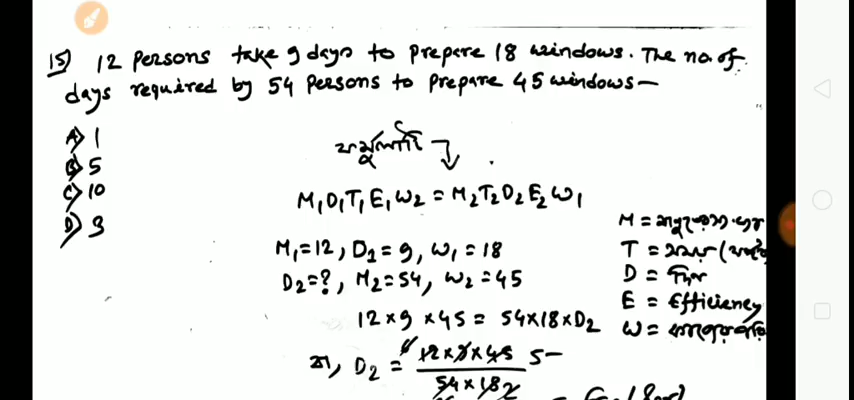 15) 12 Persons take 9 days to prepare 18 windows. The no. of
days required by 54 Persons to prepare 45 windows—
A) 1
B) 5
C) 10
D) 3
M₁D₁T₁E₁W₂ = M₂T₂D₂E₂W₁
M₁=12, D₁=9, W₁=18
D₂=?, M₂=54, W₂=45
12×9×45 = 54×18×D₂
বা, D₂ = 12×9×45 5
54×18 2
M =
T = সময়
D = দিন
E = Efficiency
W =